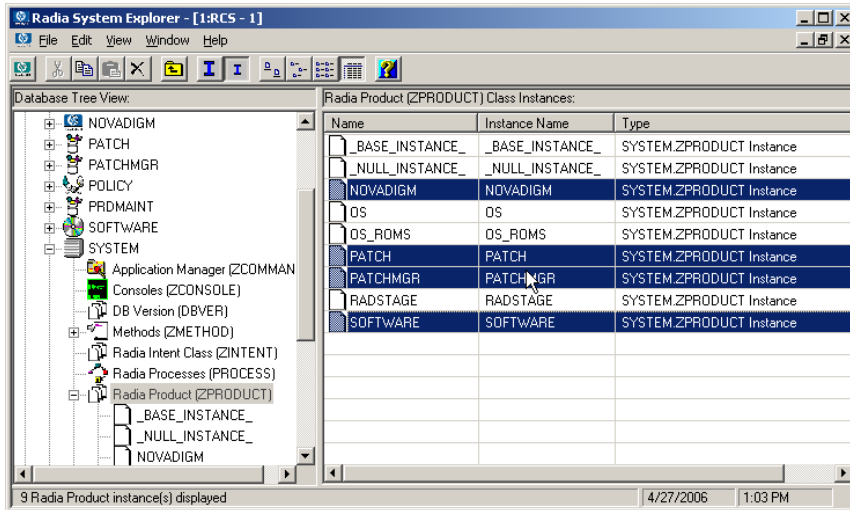 Radia System Explorer - [1:RCS - 1]
File Edit View Window Help
Database Tree View:
Radia Product (ZPRODUCT) Class Instances:
NOVADIGM
PATCH
PATCHMGR
POLICY
PRDMAINT
SOFTWARE
SYSTEM
Application Manager (ZCOMMAN
Consoles (ZCONSOLE)
DB Version (DBVER)
Methods (ZMETHOD)
Radia Intent Class (ZINTENT)
Radia Processes (PROCESS)
Radia Product (ZPRODUCT)
_BASE_INSTANCE_
_NULL_INSTANCE_
NOVADIGM
Name Instance Name Type
_BASE_INSTANCE_ _BASE_INSTANCE_ SYSTEM.ZPRODUCT Instance
_NULL_INSTANCE_ _NULL_INSTANCE_ SYSTEM.ZPRODUCT Instance
NOVADIGM NOVADIGM SYSTEM.ZPRODUCT Instance
OS OS SYSTEM.ZPRODUCT Instance
OS_ROMS OS_ROMS SYSTEM.ZPRODUCT Instance
PATCH PATCH SYSTEM.ZPRODUCT Instance
PATCHMGR PATCHMGR SYSTEM.ZPRODUCT Instance
RADSTAGE RADSTAGE SYSTEM.ZPRODUCT Instance
SOFTWARE SOFTWARE SYSTEM.ZPRODUCT Instance
9 Radia Product instance(s) displayed
4/27/2006 1:03 PM